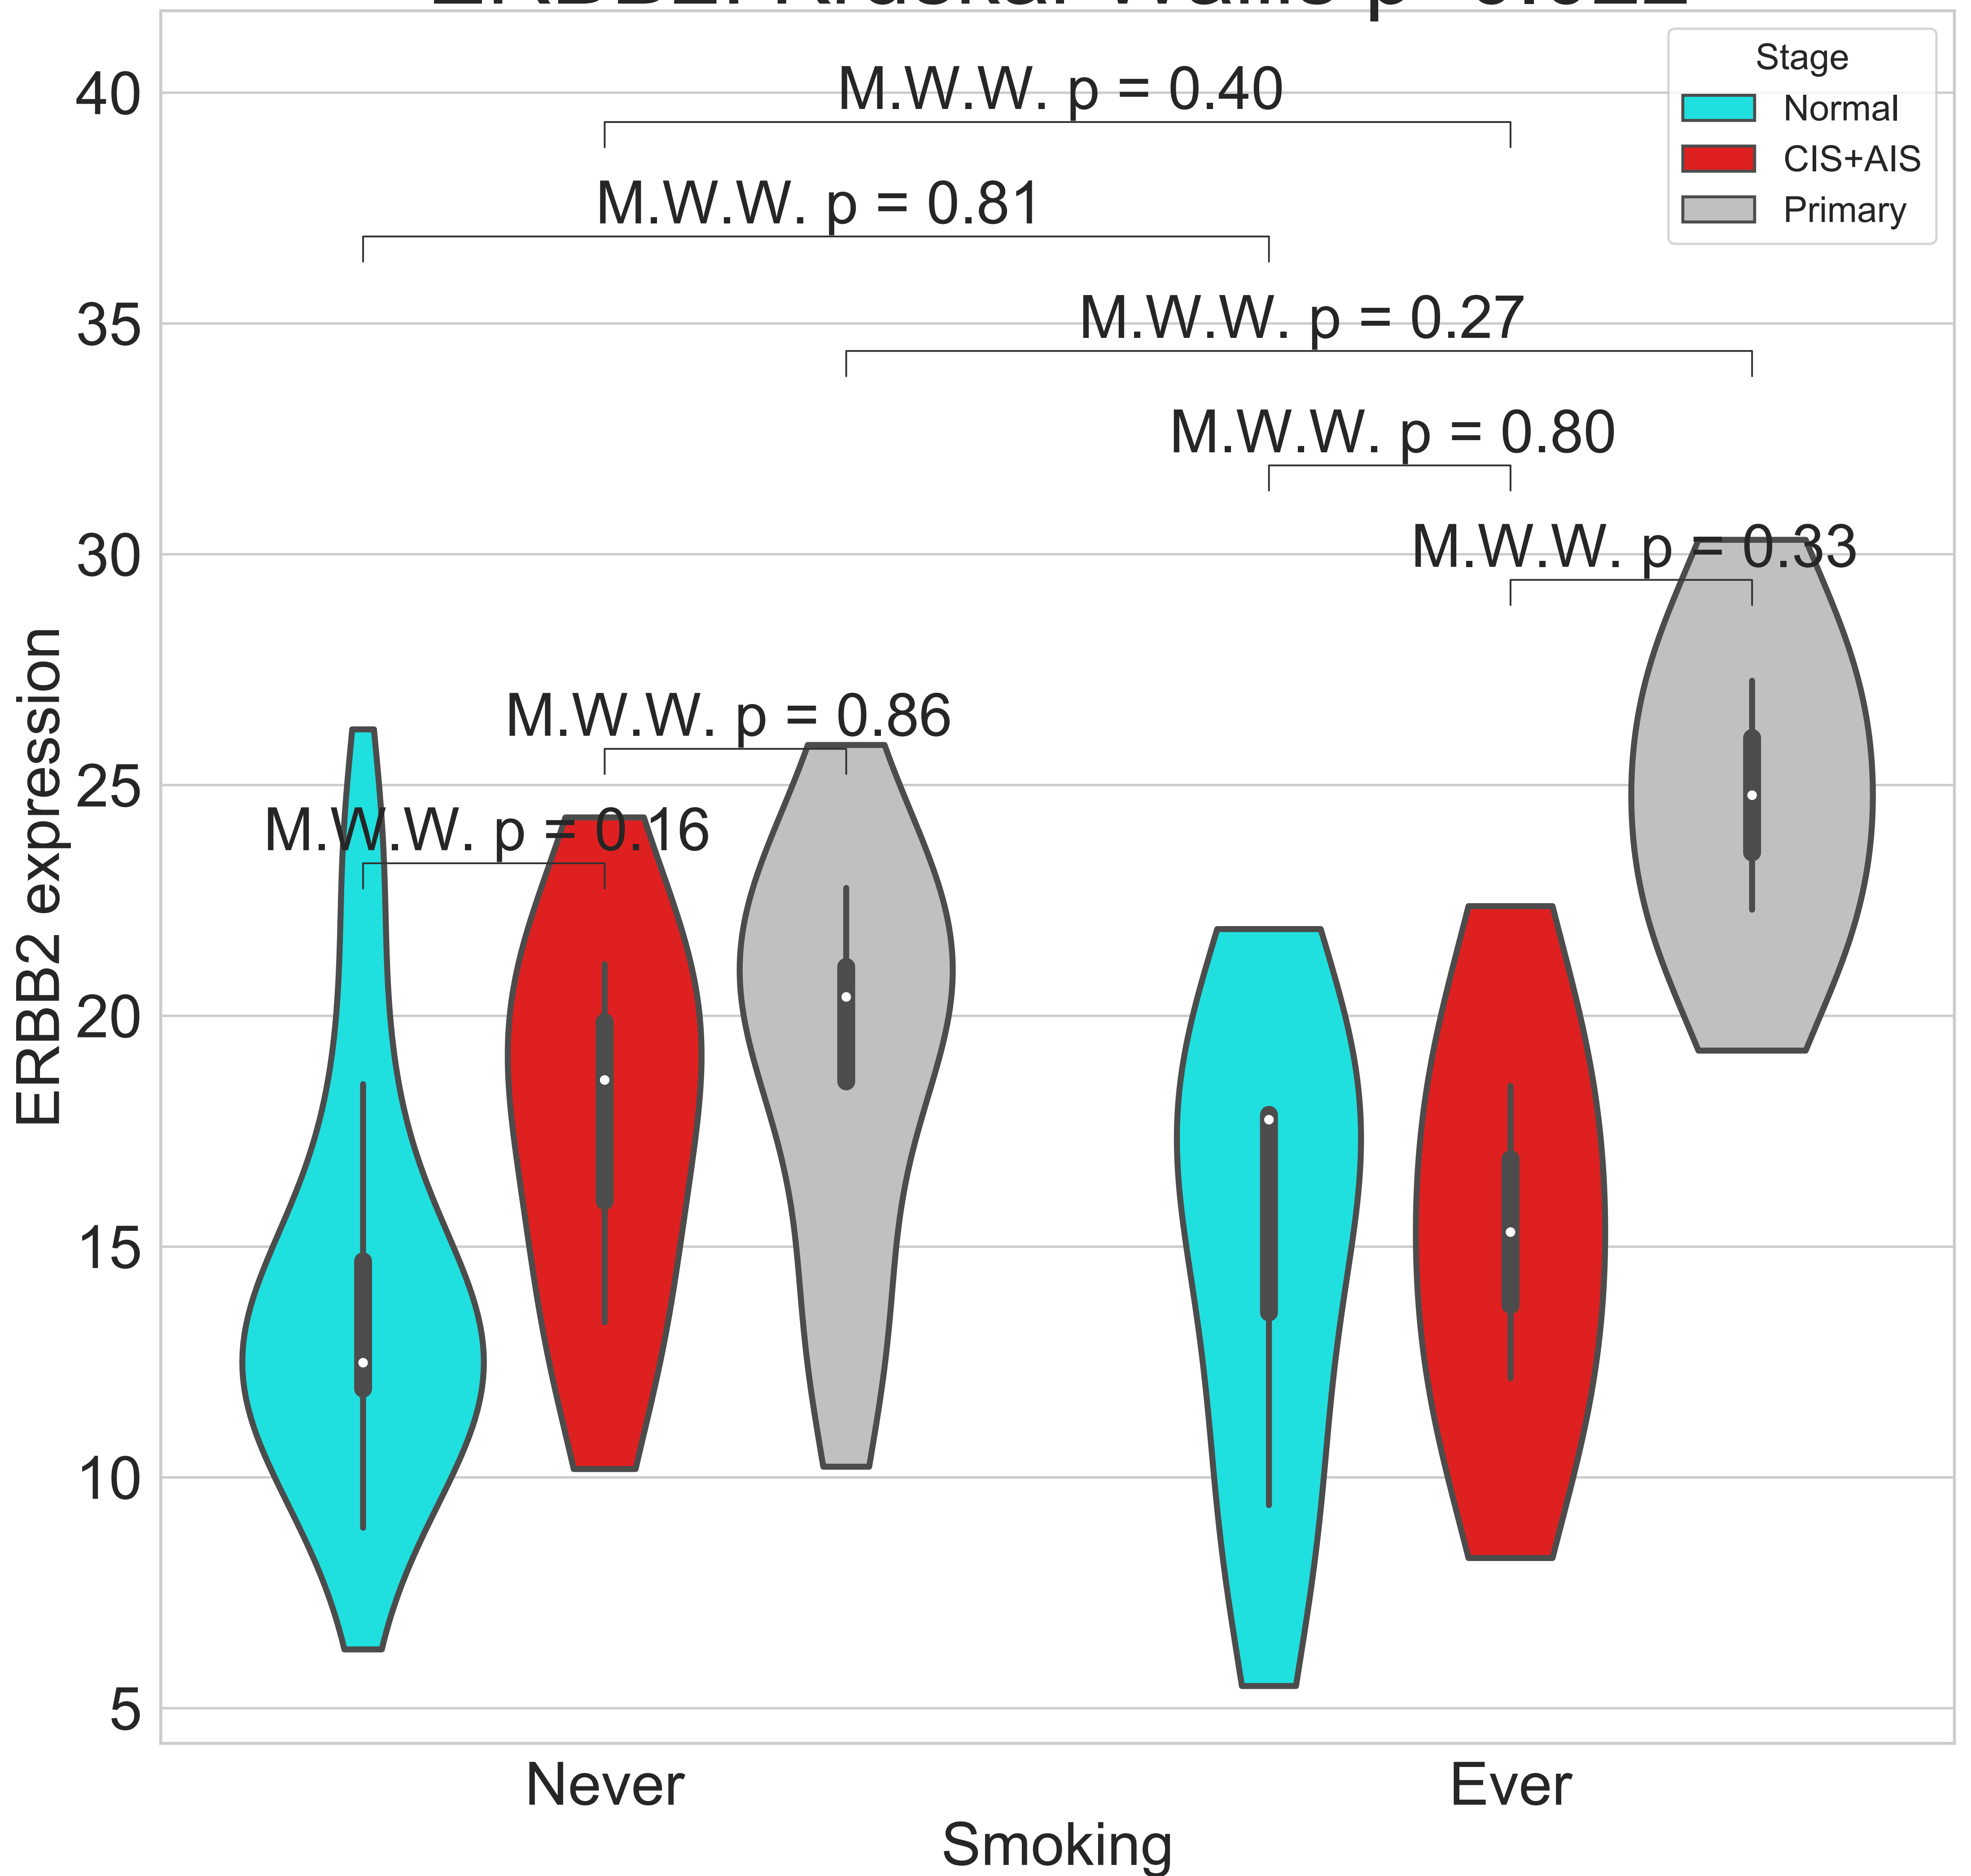 Stage
Normal
CIS+AIS
Primary
M.W.W. p = 0.40
M.W.W. p = 0.81
M.W.W. p = 0.27
M.W.W. p = 0.80
M.W.W. p = 0.33
M.W.W. p = 0.86
M.W.W. p = 0.16
40
35
30
25
20
15
10
5
ERBB2 expression
Never
Ever
Smoking